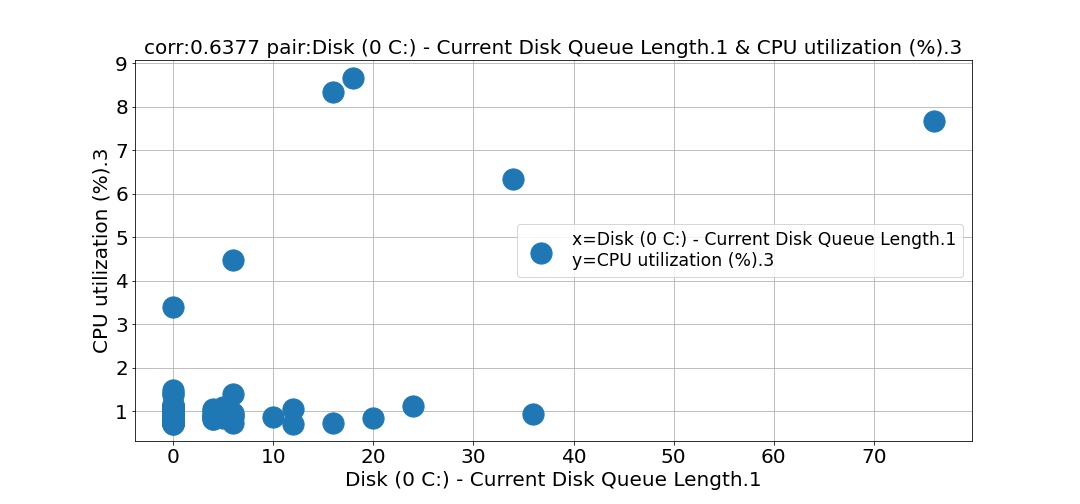 corr:0.6377 pair:Disk (0 C:) - Current Disk Queue Length.1 & CPU utilization (%).3
9
8
7
6
5
4
3
2
1
CPU utilization (%).3
x=Disk (0 C:) - Current Disk Queue Length.1
y=CPU utilization (%).3
0 10 20 30 40 50 60 70
Disk (0 C:) - Current Disk Queue Length.1